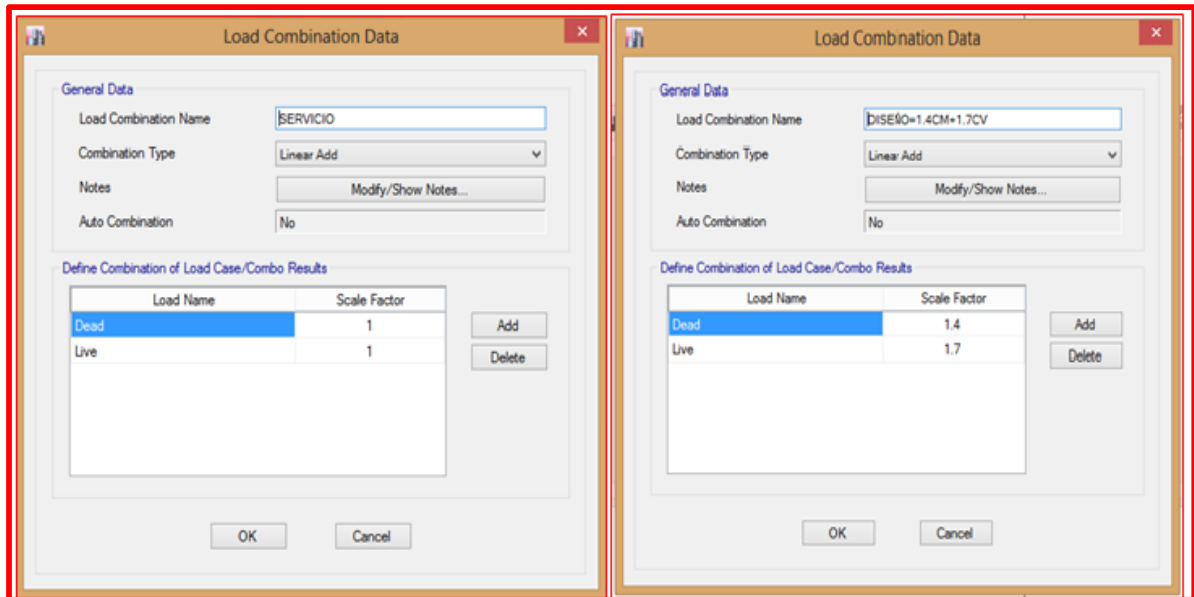 Load Combination Data
General Data
Load Combination Name SERVICIO
Combination Type Linear Add
Notes Modify/Show Notes...
Auto Combination No
Define Combination of Load Case/Combo Results
Load Name Scale Factor
Dead 1 Add
Live 1 Delete
OK Cancel
Load Combination Data
General Data
Load Combination Name DISEÑO=1.4CM+1.7CV
Combination Type Linear Add
Notes Modify/Show Notes...
Auto Combination No
Define Combination of Load Case/Combo Results
Load Name Scale Factor
Dead 1.4 Add
Live 1.7 Delete
OK Cancel